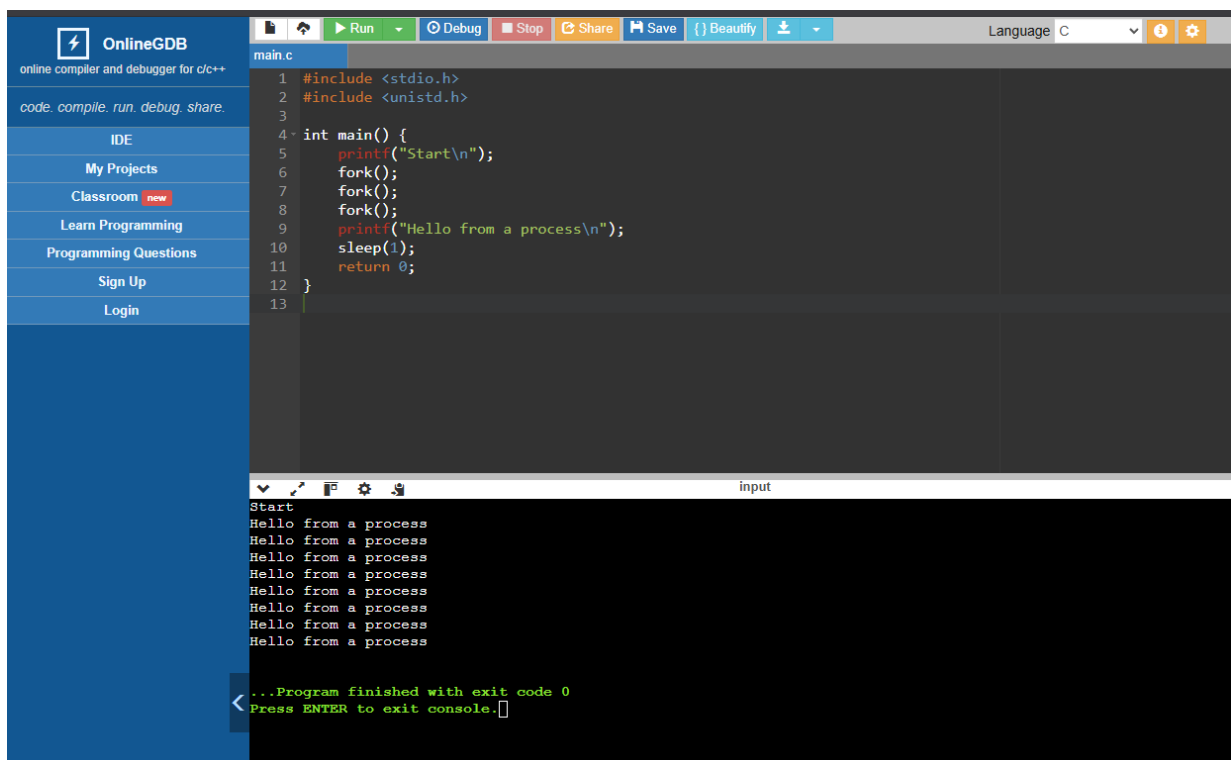 OnlineGDB
online compiler and debugger for c/c++
code. compile. run. debug. share.
IDE
My Projects
Classroom new
Learn Programming
Programming Questions
Sign Up
Login
Run Debug Stop Share Save { } Beautify Language C
main.c
1 #include <stdio.h>
2 #include <unistd.h>
3
4 int main() {
5     printf("Start\n");
6     fork();
7     fork();
8     fork();
9     printf("Hello from a process\n");
10     sleep(1);
11     return 0;
12 }
13
input
Start
Hello from a process
Hello from a process
Hello from a process
Hello from a process
Hello from a process
Hello from a process
Hello from a process
Hello from a process
...Program finished with exit code 0
Press ENTER to exit console.